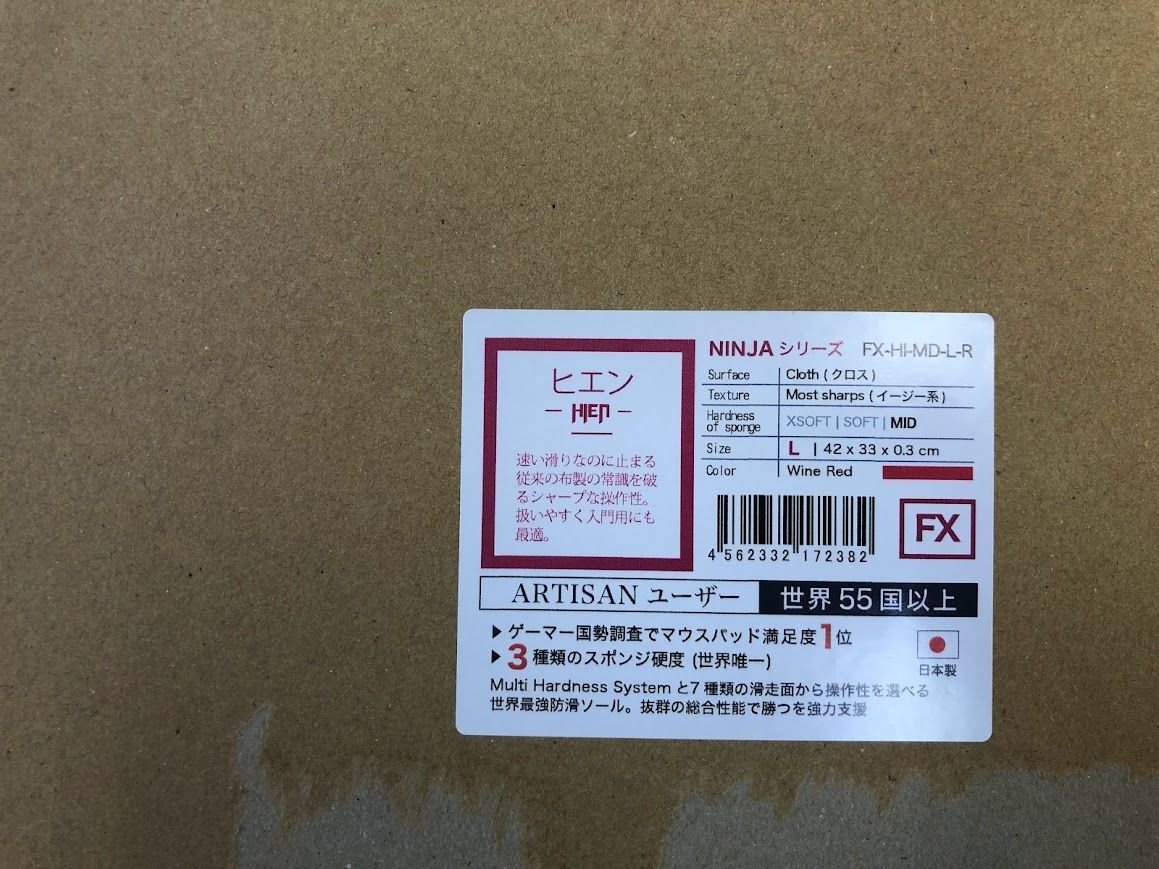 ヒエン
HIEN
速い滑りなのに止まる
従来の布製の常識を破
るシャープな操作性。
扱いやすく入門用にも
最適。
NINJA シリーズ FX-HI-MD-L-R
Surface Cloth (クロス)
Texture Most sharps (イージー系)
Hardness of sponge XSOFT | SOFT | MID
Size L | 42 x 33 x 0.3 cm
Color Wine Red
4 562332 172382
FX
ARTISAN ユーザー 世界 55 国以上
▶ ゲーマー国勢調査でマウスパッド満足度 1 位
▶ 3 種類のスポンジ硬度 (世界唯一)
日本製
Multi Hardness System と7 種類の滑走面から操作性を選べる
世界最強防滑ソール。抜群の総合性能で勝つを強力支援